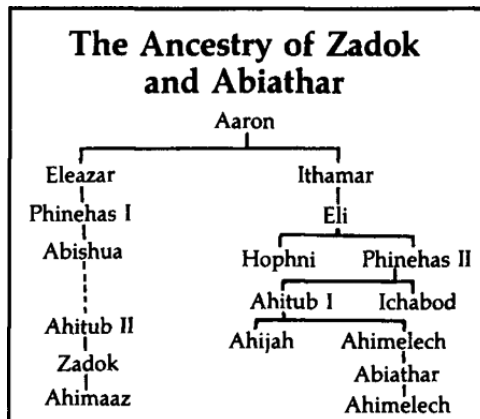 The Ancestry of Zadok
and Abiathar
Aaron
Eleazar Ithamar
Phinehas I Eli
Abishua Hophni Phinehas II
Ahitub I Ichabod
Ahitub II Ahijah Ahimelech
Zadok Abiathar
Ahimaaz Ahimelech